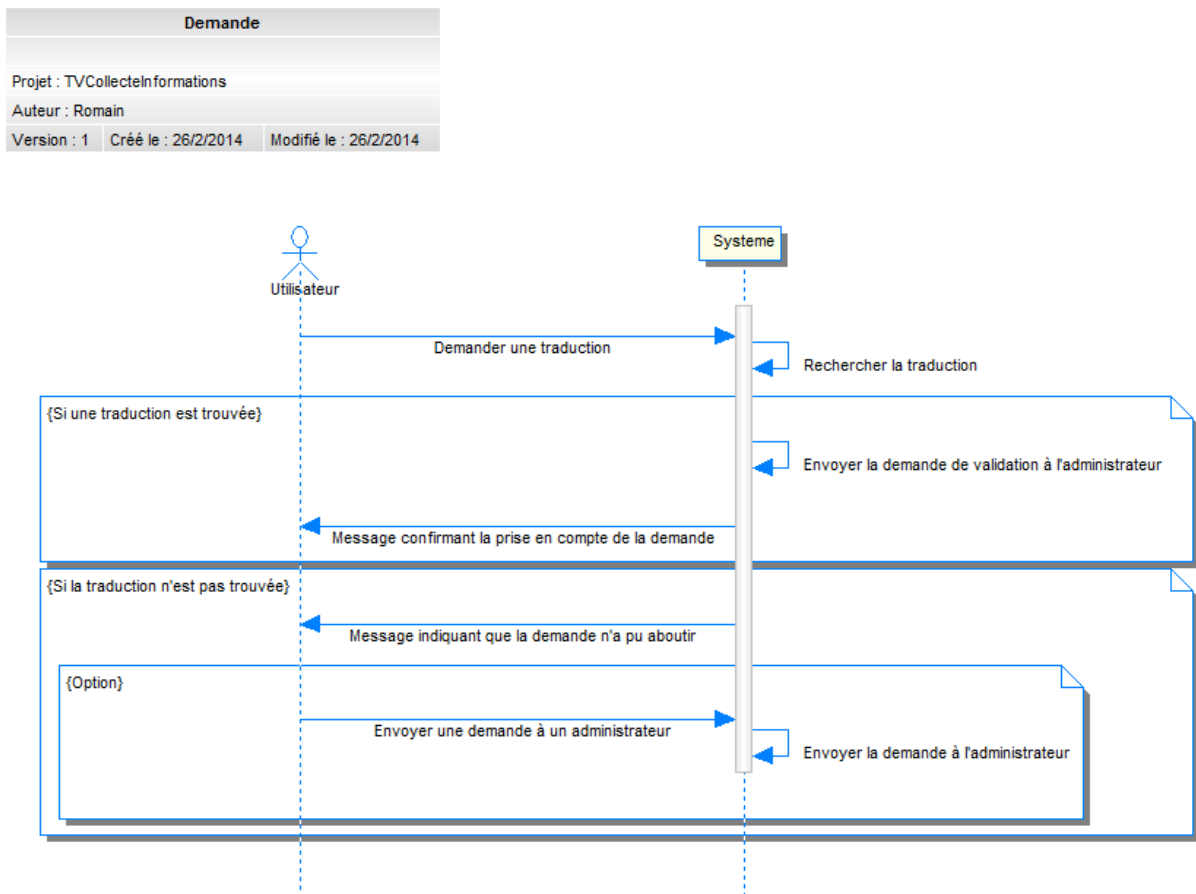 Demande
Projet : TVCollecteInformations
Auteur : Romain
Version : 1 Créé le : 26/2/2014 Modifié le : 26/2/2014
Systeme
Utilisateur
Demander une traduction
Rechercher la traduction
{Si une traduction est trouvée}
Envoyer la demande de validation à l'administrateur
Message confirmant la prise en compte de la demande
{Si la traduction n'est pas trouvée}
Message indiquant que la demande n'a pu aboutir
{Option}
Envoyer une demande à un administrateur
Envoyer la demande à l'administrateur